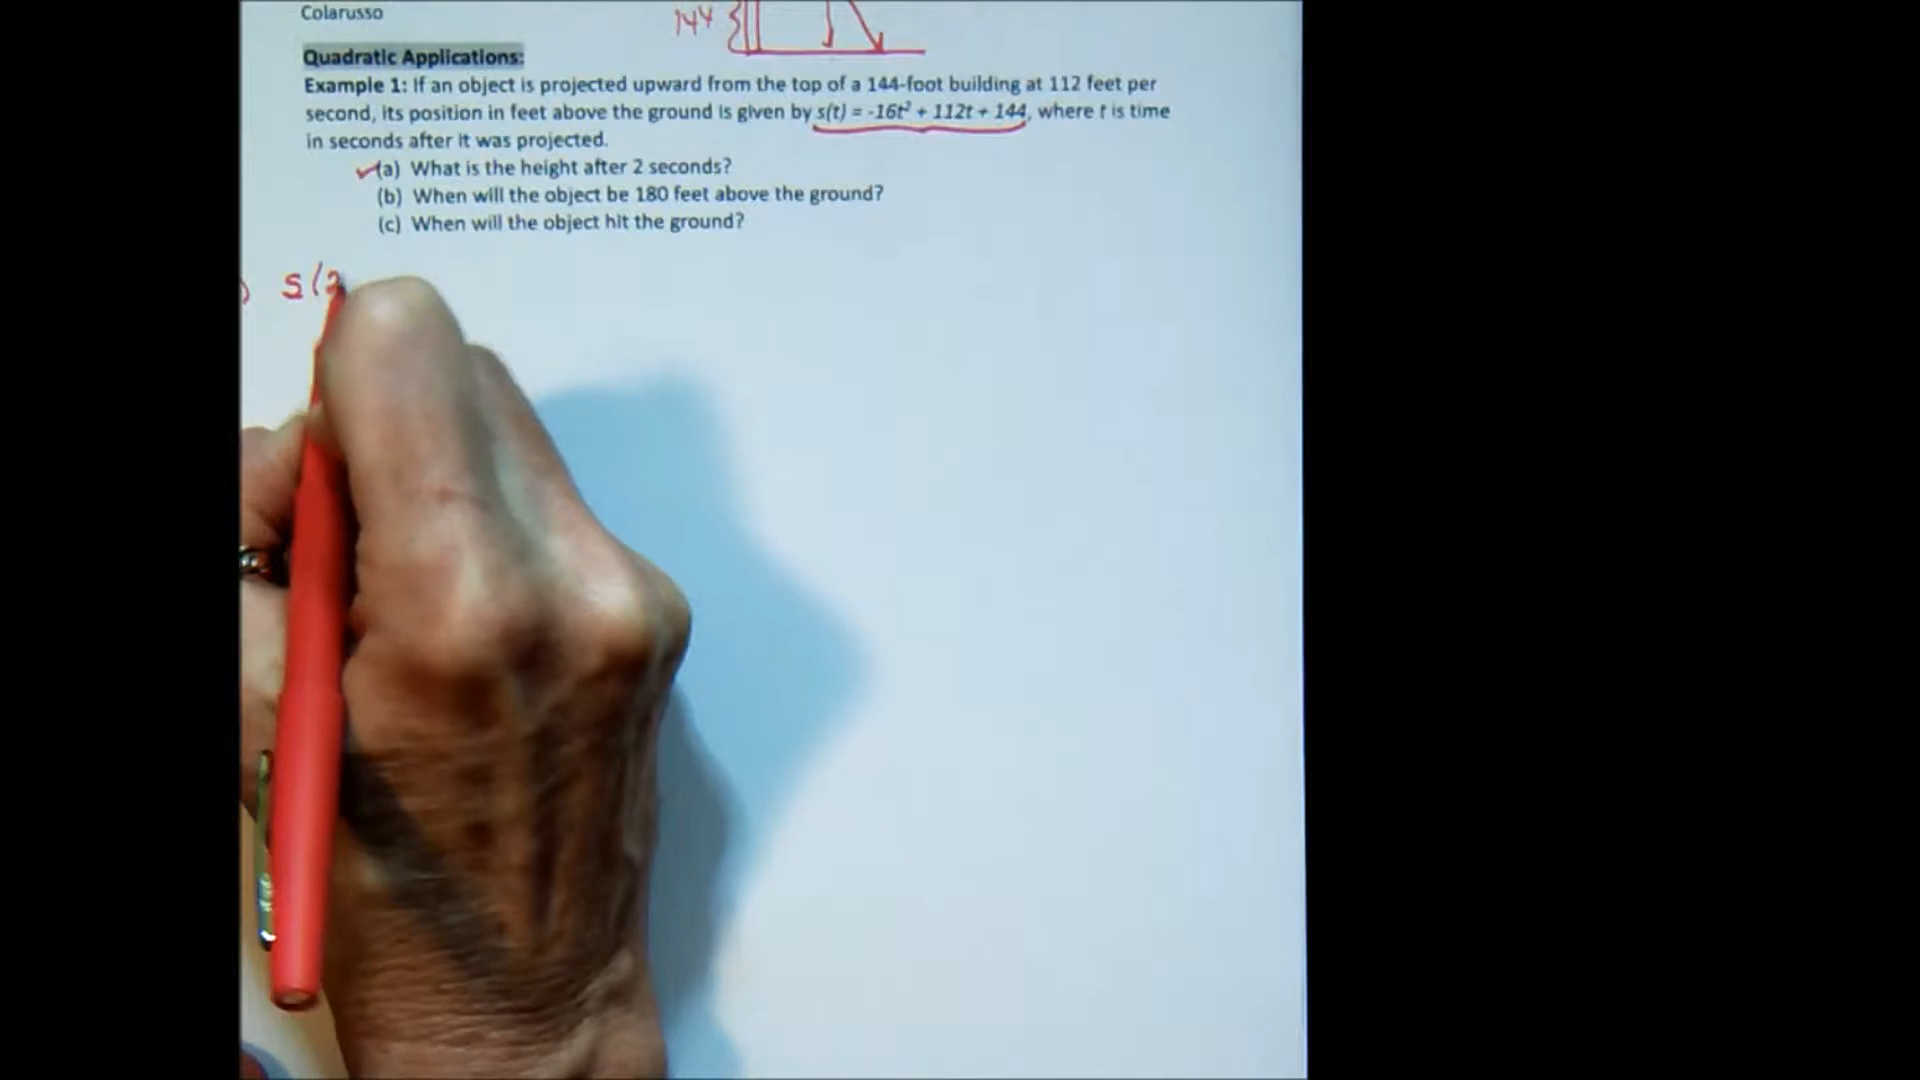 Colarusso
144
Quadratic Applications:
Example 1: If an object is projected upward from the top of a 144-foot building at 112 feet per
second, its position in feet above the ground is given by s(t) = -16t² + 112t + 144, where t is time
in seconds after it was projected.
(a) What is the height after 2 seconds?
(b) When will the object be 180 feet above the ground?
(c) When will the object hit the ground?
) S(2